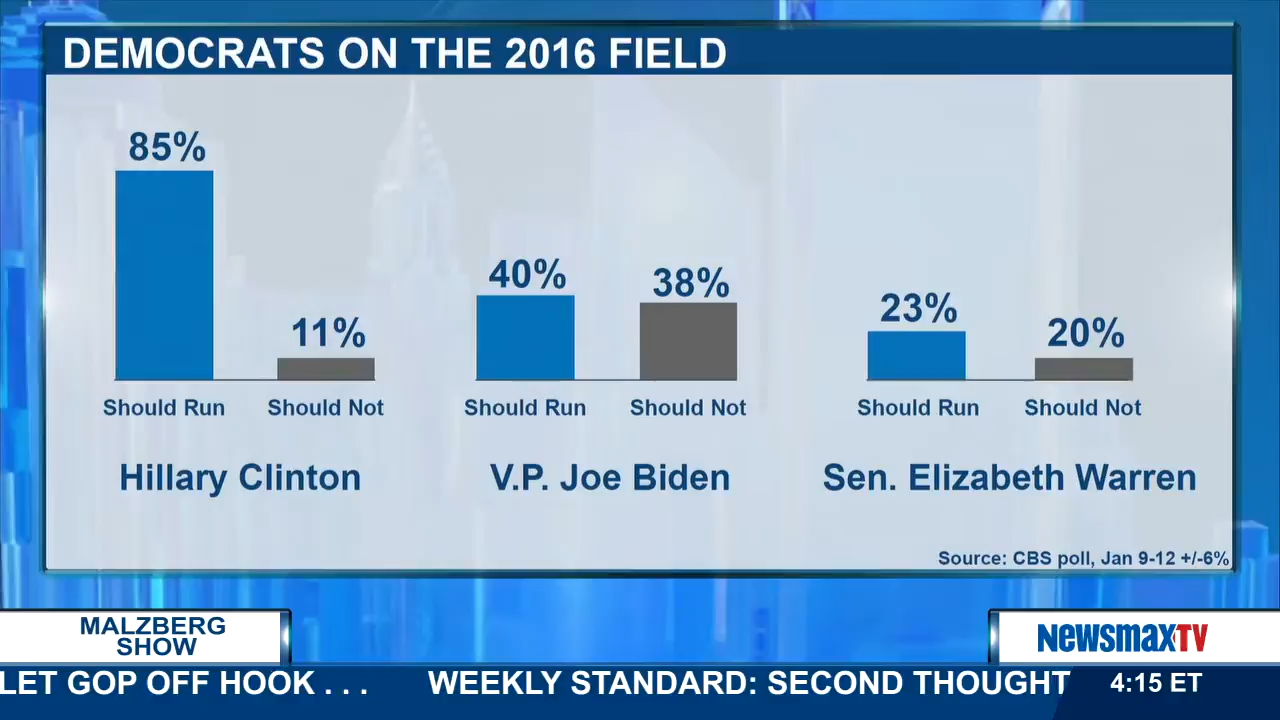 DEMOCRATS ON THE 2016 FIELD
85%
11%
40%
38%
23%
20%
Should Run Should Not Should Run Should Not Should Run Should Not
Hillary Clinton V.P. Joe Biden Sen. Elizabeth Warren
Source: CBS poll, Jan 9-12 +/-6%
MALZBERG
SHOW
NEWSMAXTV
LET GOP OFF HOOK . . . WEEKLY STANDARD: SECOND THOUGHT 4:15 ET